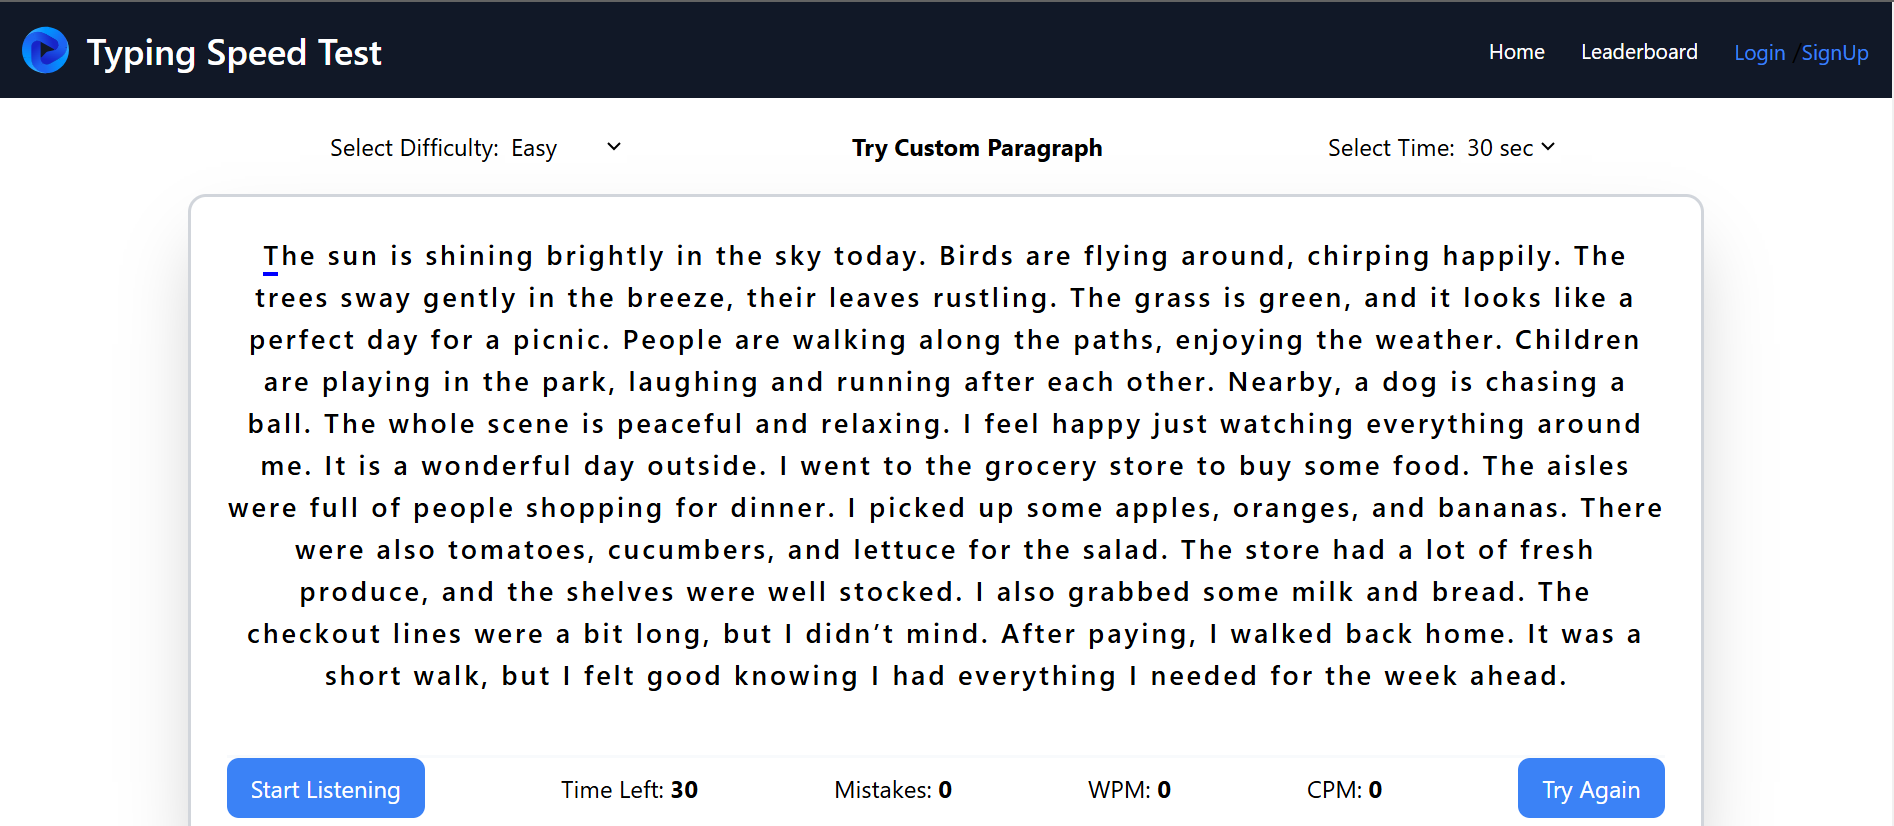 Typing Speed Test
Home Leaderboard Login / SignUp
Select Difficulty: Easy
Try Custom Paragraph
Select Time: 30 sec
The sun is shining brightly in the sky today. Birds are flying around, chirping happily. The
trees sway gently in the breeze, their leaves rustling. The grass is green, and it looks like a
perfect day for a picnic. People are walking along the paths, enjoying the weather. Children
are playing in the park, laughing and running after each other. Nearby, a dog is chasing a
ball. The whole scene is peaceful and relaxing. I feel happy just watching everything around
me. It is a wonderful day outside. I went to the grocery store to buy some food. The aisles
were full of people shopping for dinner. I picked up some apples, oranges, and bananas. There
were also tomatoes, cucumbers, and lettuce for the salad. The store had a lot of fresh
produce, and the shelves were well stocked. I also grabbed some milk and bread. The
checkout lines were a bit long, but I didn’t mind. After paying, I walked back home. It was a
short walk, but I felt good knowing I had everything I needed for the week ahead.
Start Listening
Time Left: 30
Mistakes: 0
WPM: 0
CPM: 0
Try Again